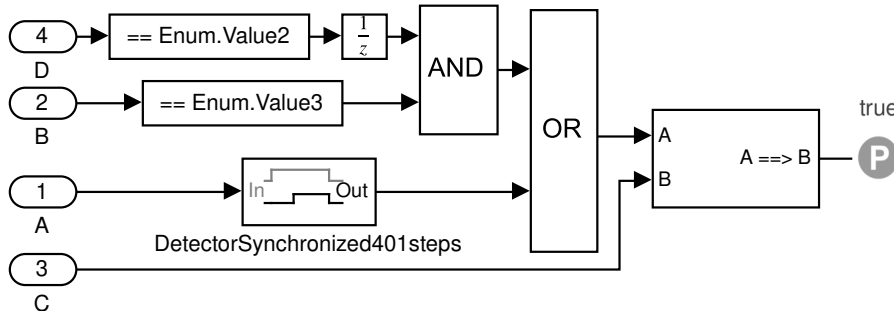 4
== Enum.Value2
1
z
D
2
== Enum.Value3
B
AND
OR
1
A
In
Out
DetectorSynchronized401steps
3
C
A
B
A ==> B
true
P